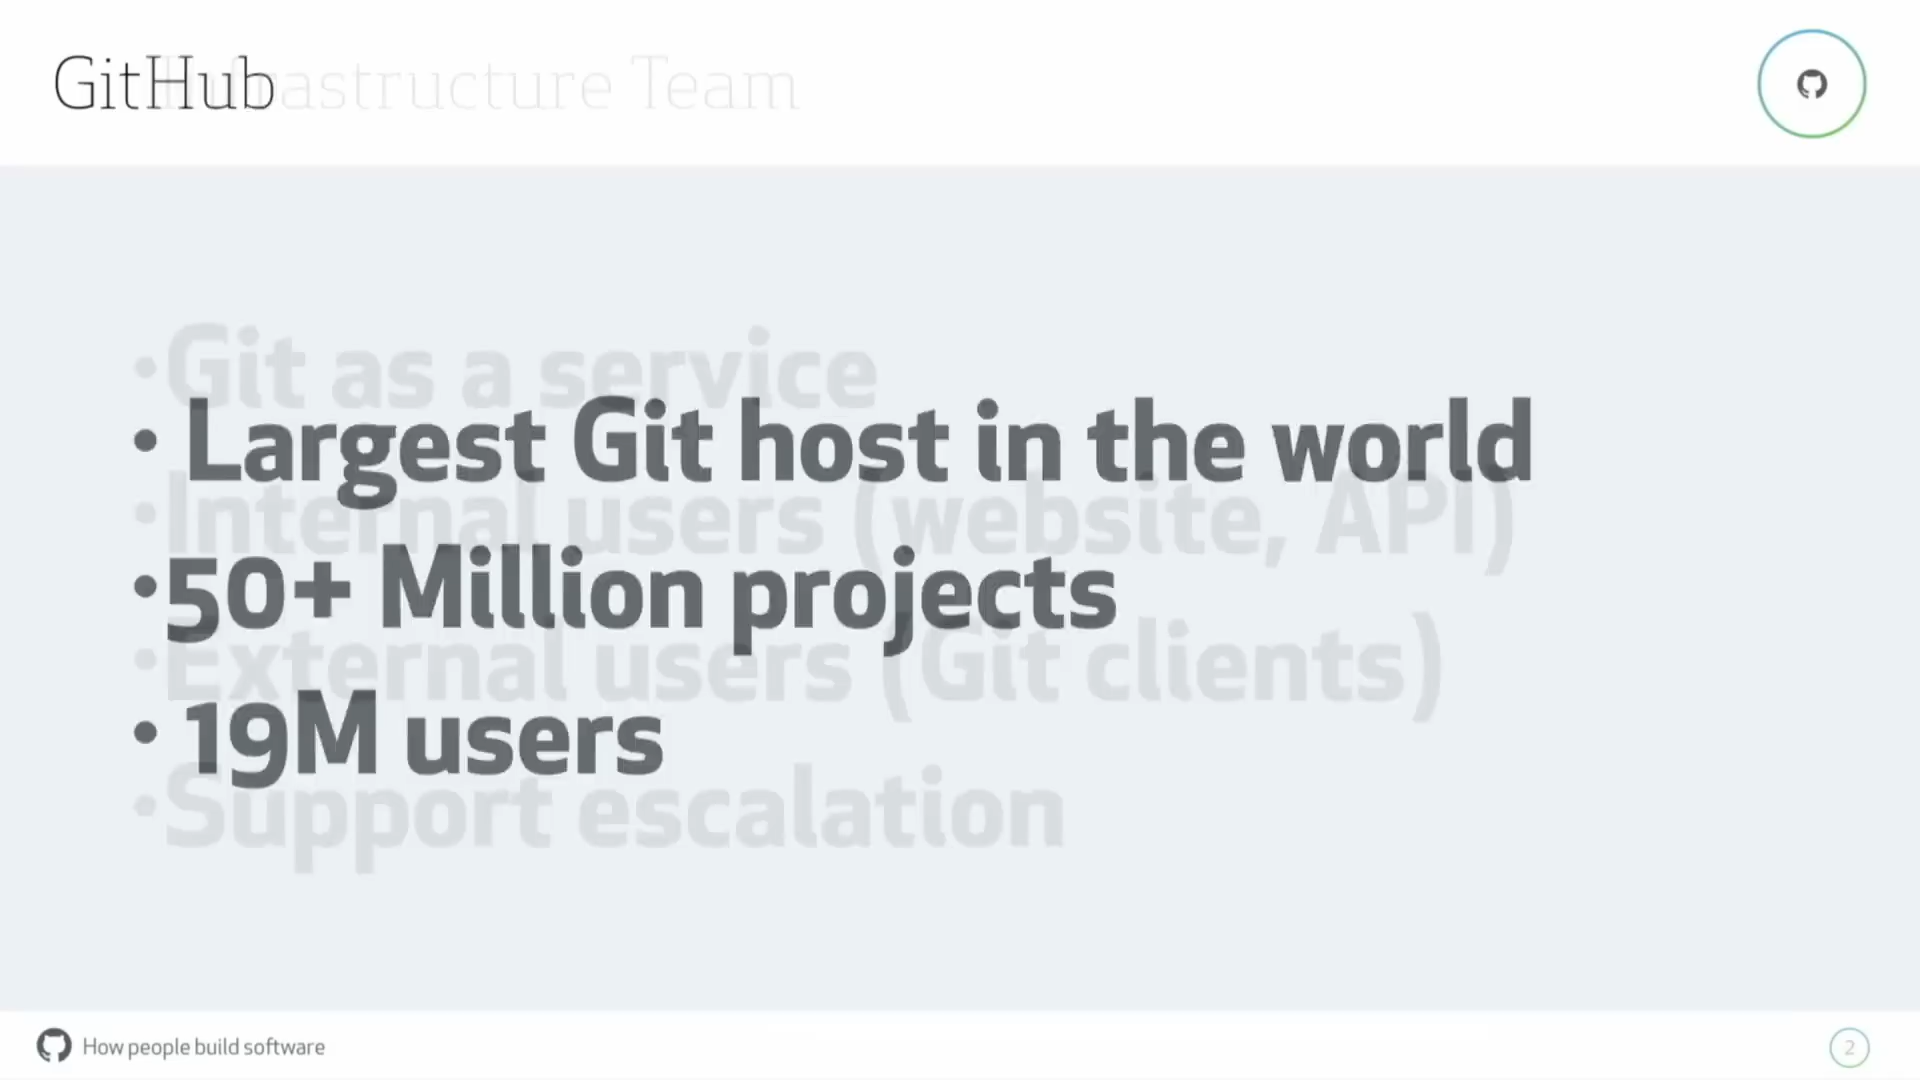 GitHub
Infrastructure Team
• Git as a service
• Largest Git host in the world
• Internal users (website, API)
• 50+ Million projects
• External users (Git clients)
• 19M users
• Support escalation
How people build software
2